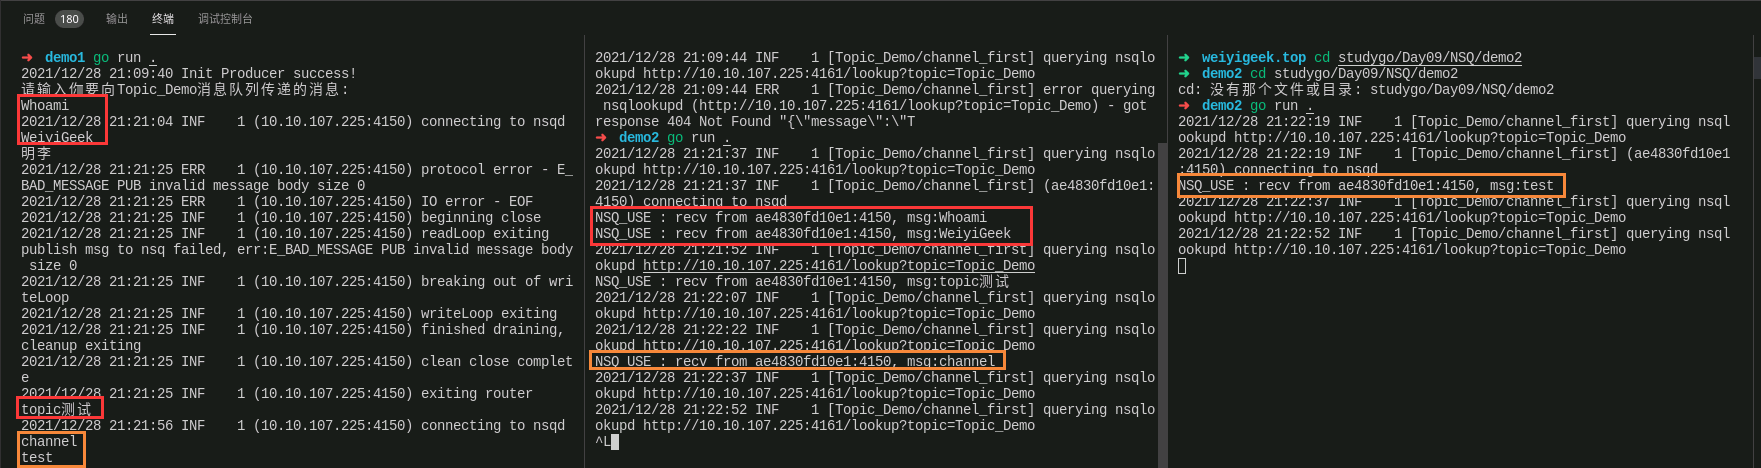 问题 180 输出 终端 调试控制台
➜ demo1 go run .
2021/12/28 21:09:40 Init Producer success!
请输入伽要向Topic_Demo消息队列传递的消息:
Whoami
2021/12/28 21:21:04 INF    1 (10.10.107.225:4150) connecting to nsqd
WeiyiGeek
明李
2021/12/28 21:21:25 ERR    1 (10.10.107.225:4150) protocol error - E_
BAD_MESSAGE PUB invalid message body size 0
2021/12/28 21:21:25 ERR    1 (10.10.107.225:4150) IO error - EOF
2021/12/28 21:21:25 INF    1 (10.10.107.225:4150) beginning close
2021/12/28 21:21:25 INF    1 (10.10.107.225:4150) readLoop exiting
publish msg to nsq failed, err:E_BAD_MESSAGE PUB invalid message body
 size 0
2021/12/28 21:21:25 INF    1 (10.10.107.225:4150) breaking out of wri
teLoop
2021/12/28 21:21:25 INF    1 (10.10.107.225:4150) writeLoop exiting
2021/12/28 21:21:25 INF    1 (10.10.107.225:4150) finished draining,
cleanup exiting
2021/12/28 21:21:25 INF    1 (10.10.107.225:4150) clean close complet
e
2021/12/28 21:21:25 INF    1 (10.10.107.225:4150) exiting router
topic测试
2021/12/28 21:21:56 INF    1 (10.10.107.225:4150) connecting to nsqd
channel
test
2021/12/28 21:09:44 INF    1 [Topic_Demo/channel_first] querying nsqlo
okupd http://10.10.107.225:4161/lookup?topic=Topic_Demo
2021/12/28 21:09:44 ERR    1 [Topic_Demo/channel_first] error querying
 nsqlookupd (http://10.10.107.225:4161/lookup?topic=Topic_Demo) - got
response 404 Not Found "{\"message\":\"T
➜ demo2 go run .
2021/12/28 21:21:37 INF    1 [Topic_Demo/channel_first] querying nsqlo
okupd http://10.10.107.225:4161/lookup?topic=Topic_Demo
2021/12/28 21:21:37 INF    1 [Topic_Demo/channel_first] (ae4830fd10e1:
4150) connecting to nsqd
NSQ_USE : recv from ae4830fd10e1:4150, msg:Whoami
NSQ_USE : recv from ae4830fd10e1:4150, msg:WeiyiGeek
2021/12/28 21:21:52 INF    1 [Topic_Demo/channel_first] querying nsqlo
okupd http://10.10.107.225:4161/lookup?topic=Topic_Demo
NSQ_USE : recv from ae4830fd10e1:4150, msg:topic测试
2021/12/28 21:22:07 INF    1 [Topic_Demo/channel_first] querying nsqlo
okupd http://10.10.107.225:4161/lookup?topic=Topic_Demo
2021/12/28 21:22:22 INF    1 [Topic_Demo/channel_first] querying nsqlo
okupd http://10.10.107.225:4161/lookup?topic=Topic_Demo
NSQ_USE : recv from ae4830fd10e1:4150, msg:channel
2021/12/28 21:22:37 INF    1 [Topic_Demo/channel_first] querying nsqlo
okupd http://10.10.107.225:4161/lookup?topic=Topic_Demo
2021/12/28 21:22:52 INF    1 [Topic_Demo/channel_first] querying nsqlo
okupd http://10.10.107.225:4161/lookup?topic=Topic_Demo
^L
➜ weiyigeek.top cd studygo/Day09/NSQ/demo2
➜ demo2 cd studygo/Day09/NSQ/demo2
cd: 没有那个文件或目录: studygo/Day09/NSQ/demo2
➜ demo2 go run .
2021/12/28 21:22:19 INF    1 [Topic_Demo/channel_first] querying nsql
ookupd http://10.10.107.225:4161/lookup?topic=Topic_Demo
2021/12/28 21:22:19 INF    1 [Topic_Demo/channel_first] (ae4830fd10e1
:4150) connecting to nsqd
NSQ_USE : recv from ae4830fd10e1:4150, msg:test
2021/12/28 21:22:37 INF    1 [Topic_Demo/channel_first] querying nsql
ookupd http://10.10.107.225:4161/lookup?topic=Topic_Demo
2021/12/28 21:22:52 INF    1 [Topic_Demo/channel_first] querying nsql
ookupd http://10.10.107.225:4161/lookup?topic=Topic_Demo